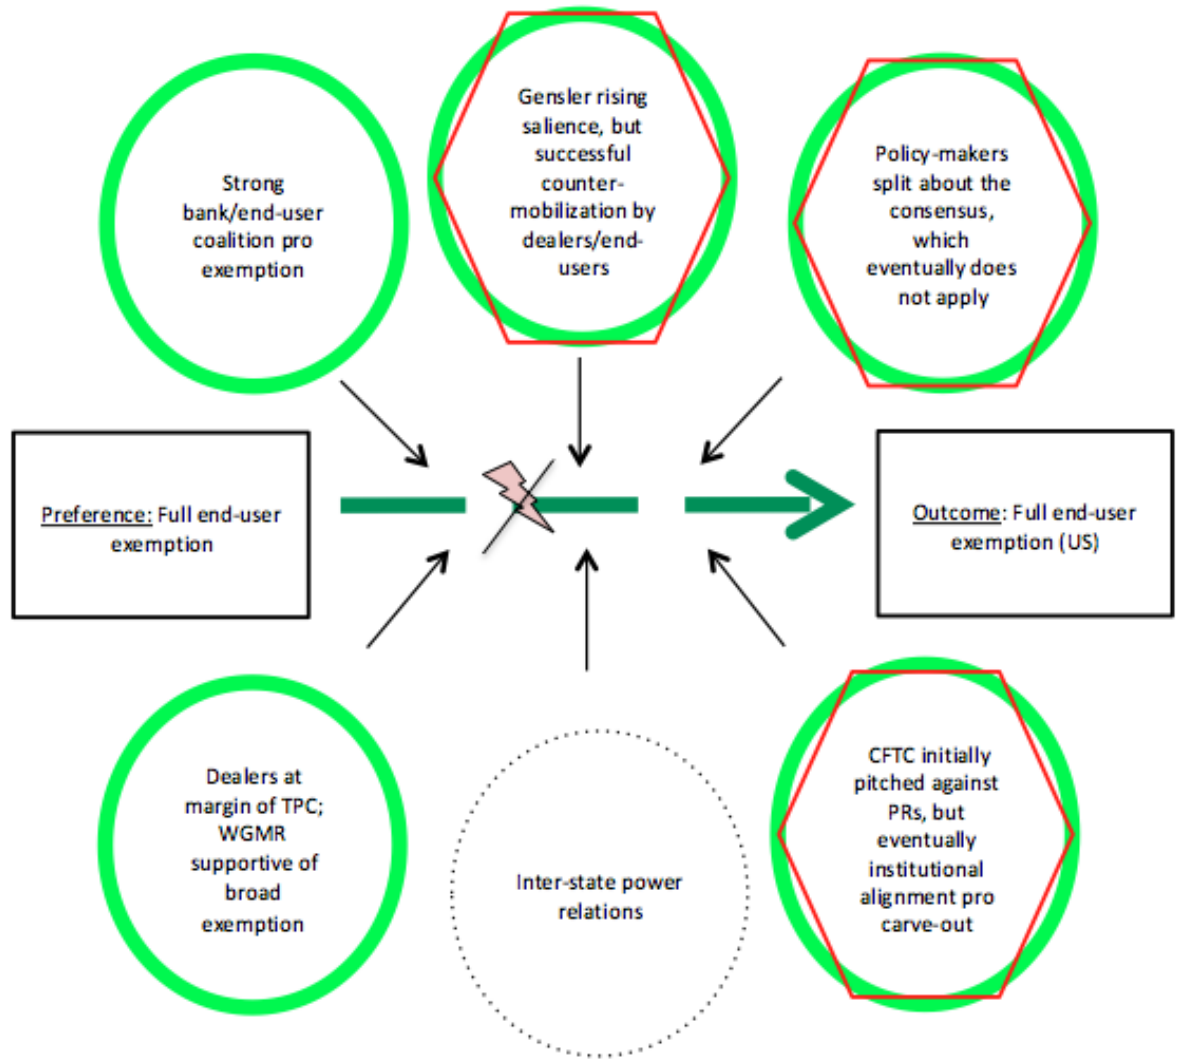 Strong
bank/end-user
coalition pro
exemption
Gensler rising
salience, but
successful
counter-
mobilization by
dealers/end-
users
Policy-makers
split about the
consensus,
which
eventually does
not apply
Preference: Full end-user
exemption
Outcome: Full end-user
exemption (US)
Dealers at
margin of TPC;
WGMR
supportive of
broad
exemption
Inter-state power
relations
CFTC initially
pitched against
PRs, but
eventually
institutional
alignment pro
carve-out